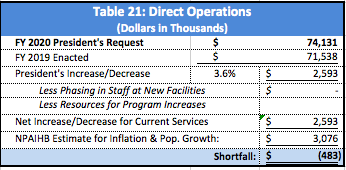 Table 21: Direct Operations
(Dollars in Thousands)
FY 2020 President's Request $ 74,131
FY 2019 Enacted $ 71,538
President's Increase/Decrease 3.6% $ 2,593
Less Phasing in Staff at New Facilities $ -
Less Resources for Program Increases
Net Increase/Decrease for Current Services $ 2,593
NPAIHB Estimate for Inflation & Pop. Growth: $ 3,076
Shortfall: $ (483)